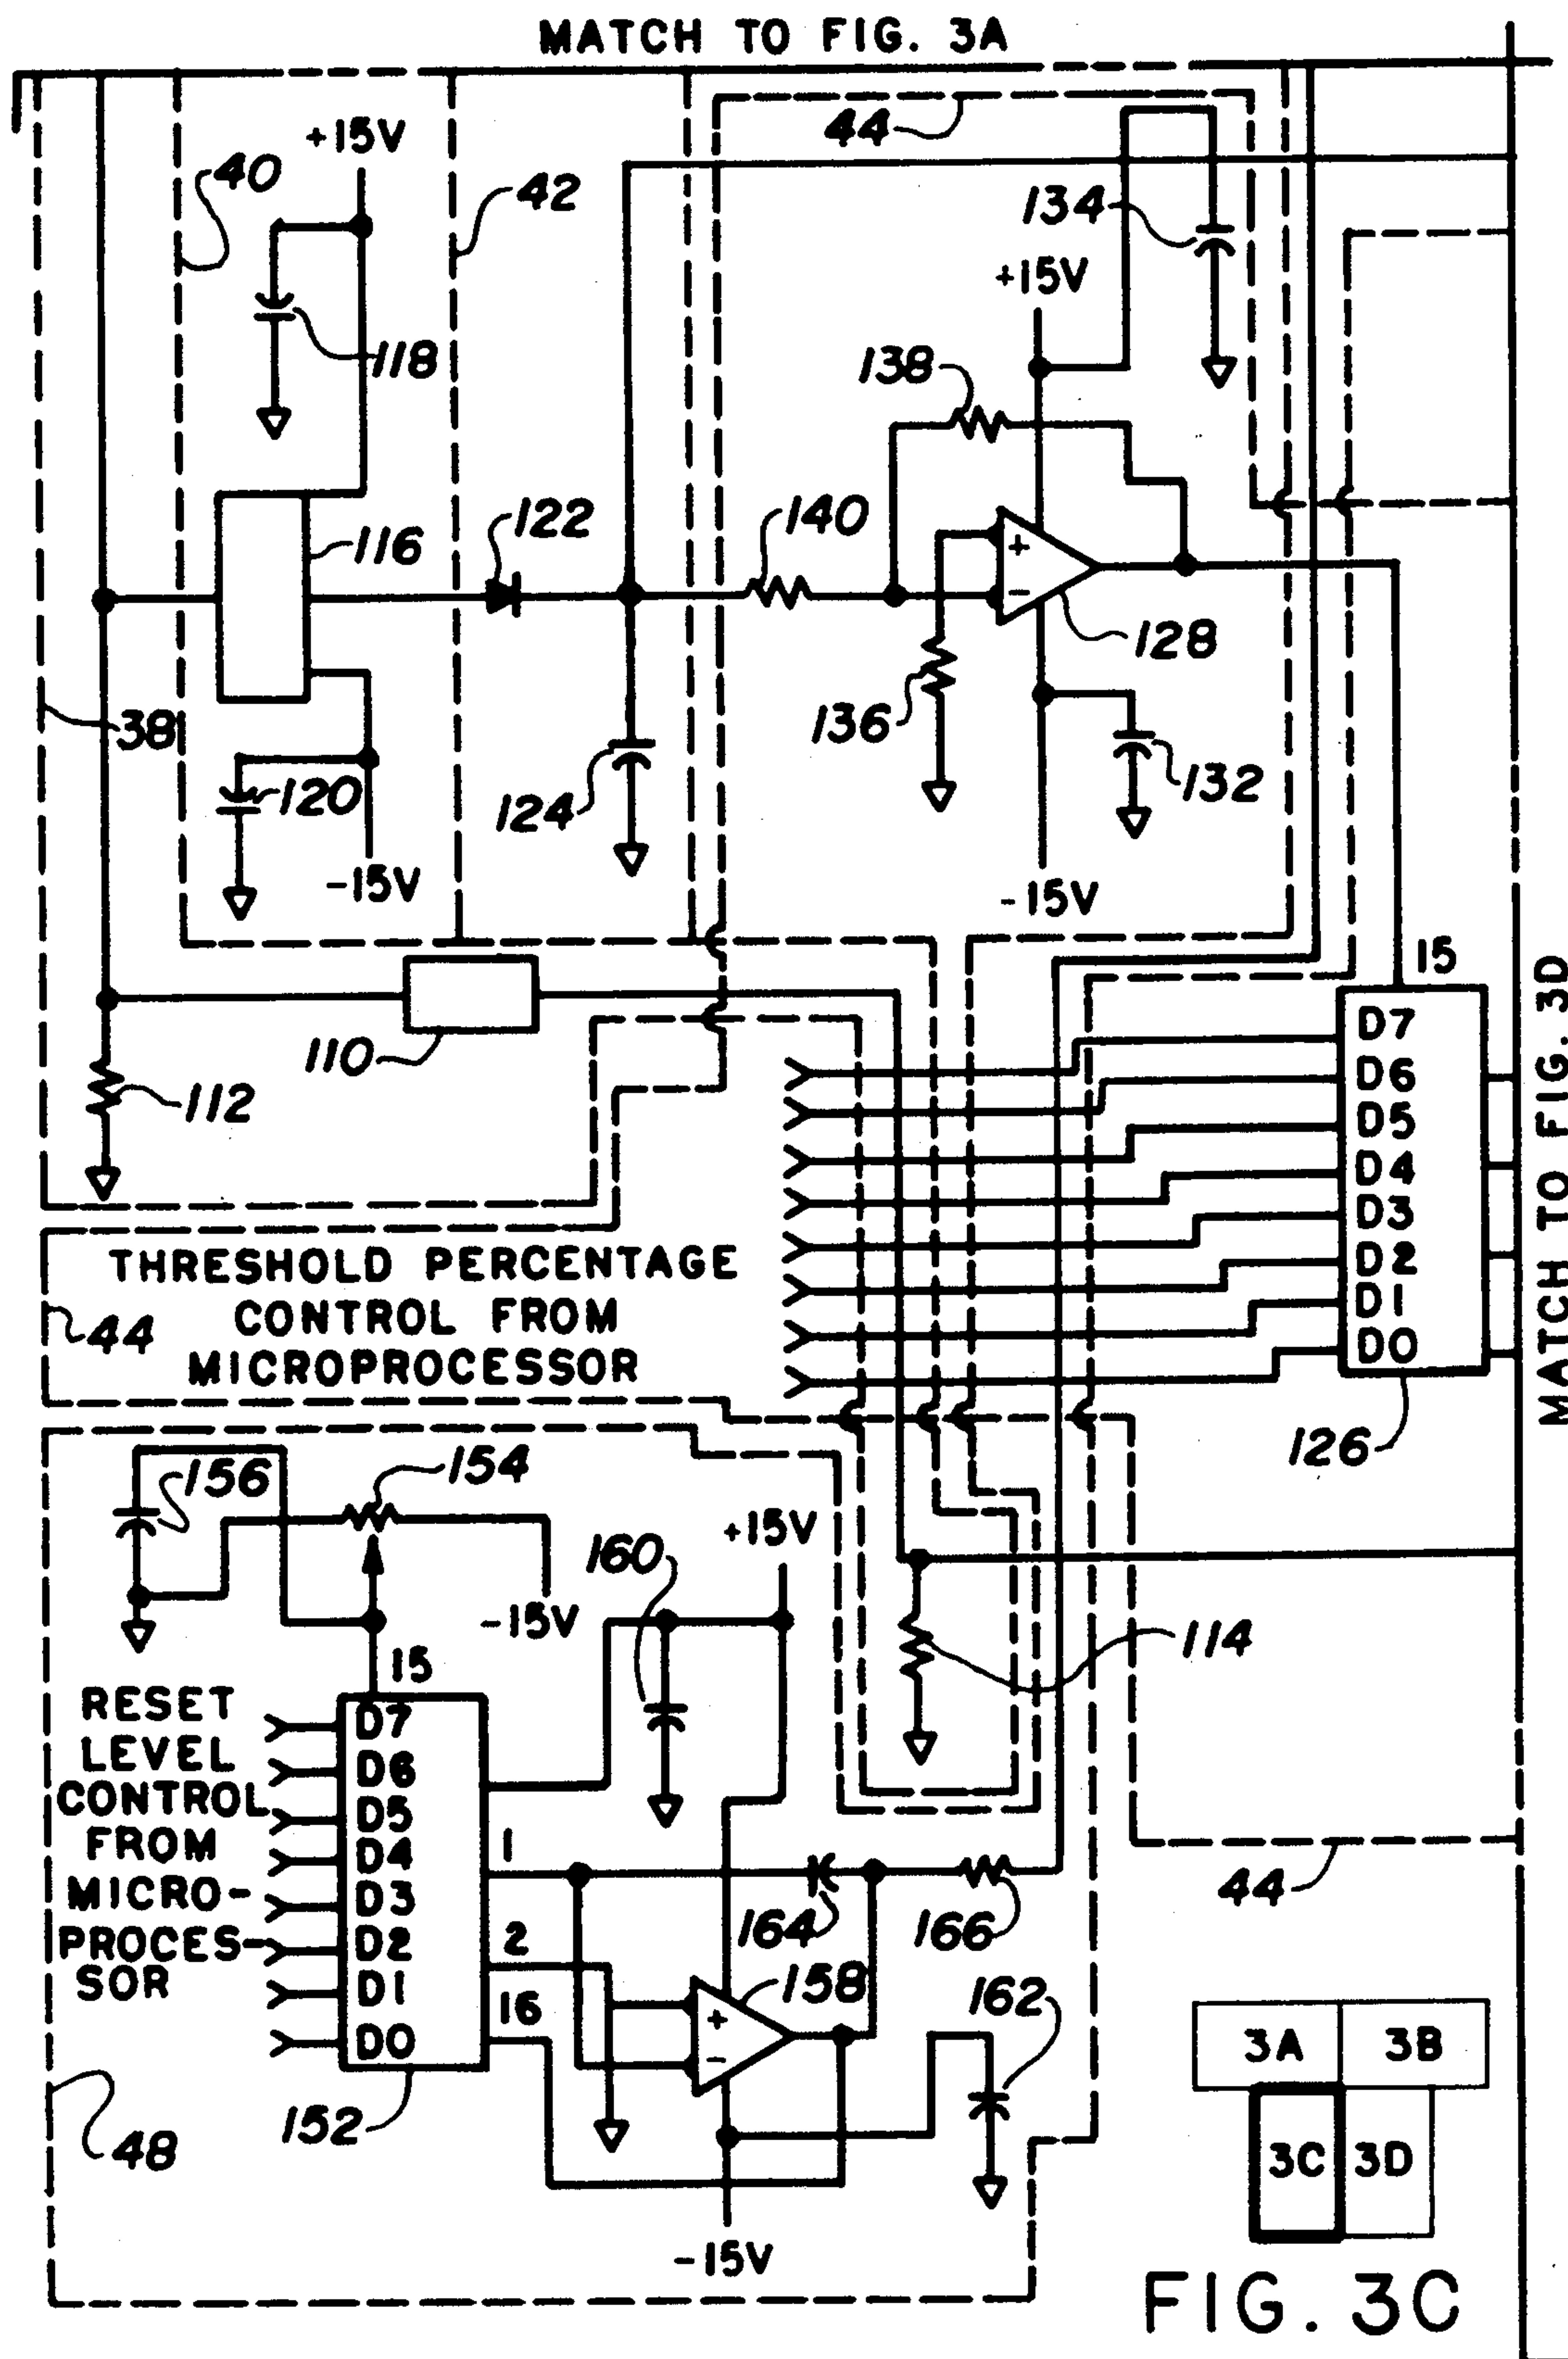 MATCH TO FIG. 3A
44
+15V
40
42
134
+15V
118
138
122
140
116
128
38
136
120
124
132
-15V
-15V
15
MATCH TO FIG. 3D
110
112
D7
D6
D5
D4
D3
D2
D1
D0
THRESHOLD PERCENTAGE
CONTROL FROM
MICROPROCESSOR
44
126
156
154
+15V
160
-15V
114
15
RESET
LEVEL
CONTROL
FROM
MICRO-
PROCES-
SOR
D7
D6
D5
D4
D3
D2
D1
D0
1
2
16
164
166
44
158
162
152
48
-15V
3A
3B
3C
3D
FIG. 3C
+
-
+
-